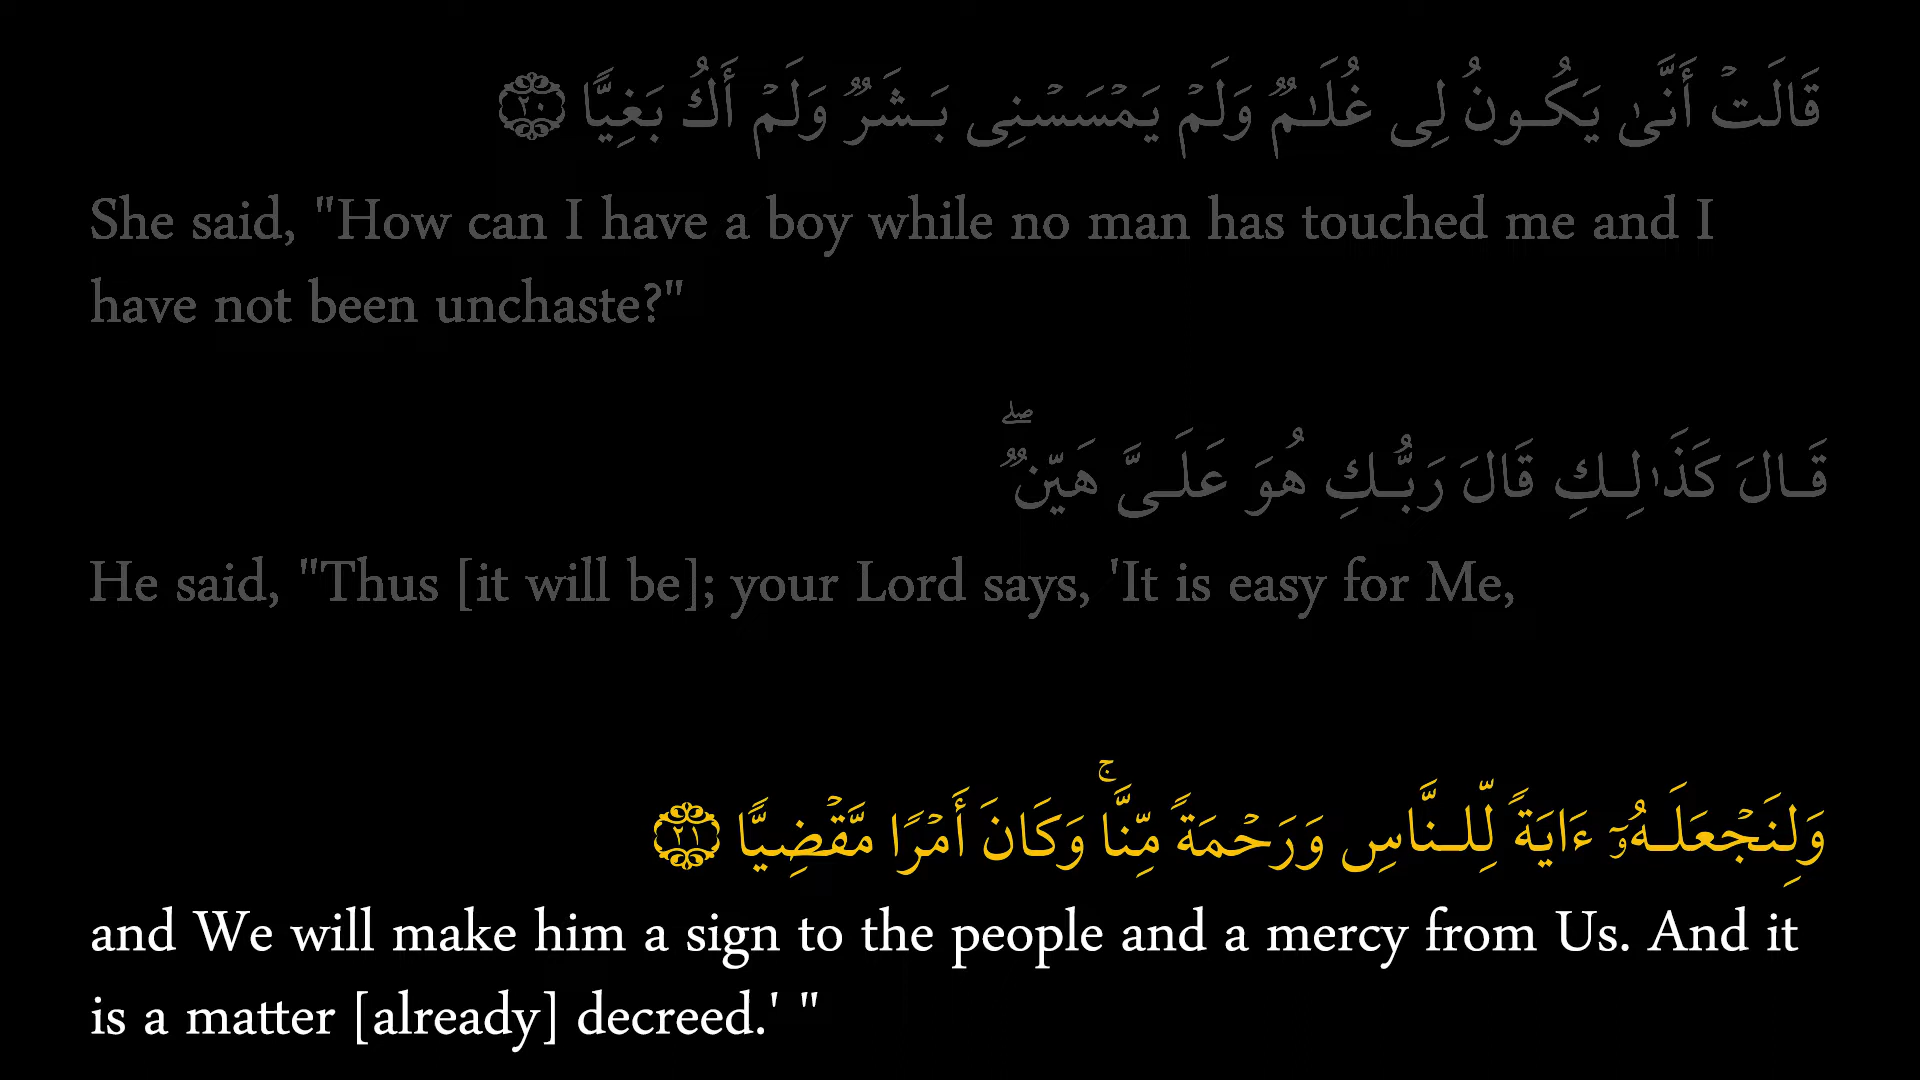 قَالَتْ أَنَّىٰ يَكُونُ لِى غُلَـٰمٌ وَلَمْ يَمْسَسْنِى بَشَرٌ وَلَمْ أَكُ بَغِيًّا ٢٠
She said, "How can I have a boy while no man has touched me and I
have not been unchaste?"
قَالَ كَذَٰلِكِ قَالَ رَبُّكِ هُوَ عَلَىَّ هَيِّنٌ ۖ
He said, "Thus [it will be]; your Lord says, 'It is easy for Me,
وَلِنَجْعَلَهُۥٓ ءَايَةً لِّلنَّاسِ وَرَحْمَةً مِّنَّا ۚ وَكَانَ أَمْرًا مَّقْضِيًّا ٢١
and We will make him a sign to the people and a mercy from Us. And it
is a matter [already] decreed.' "